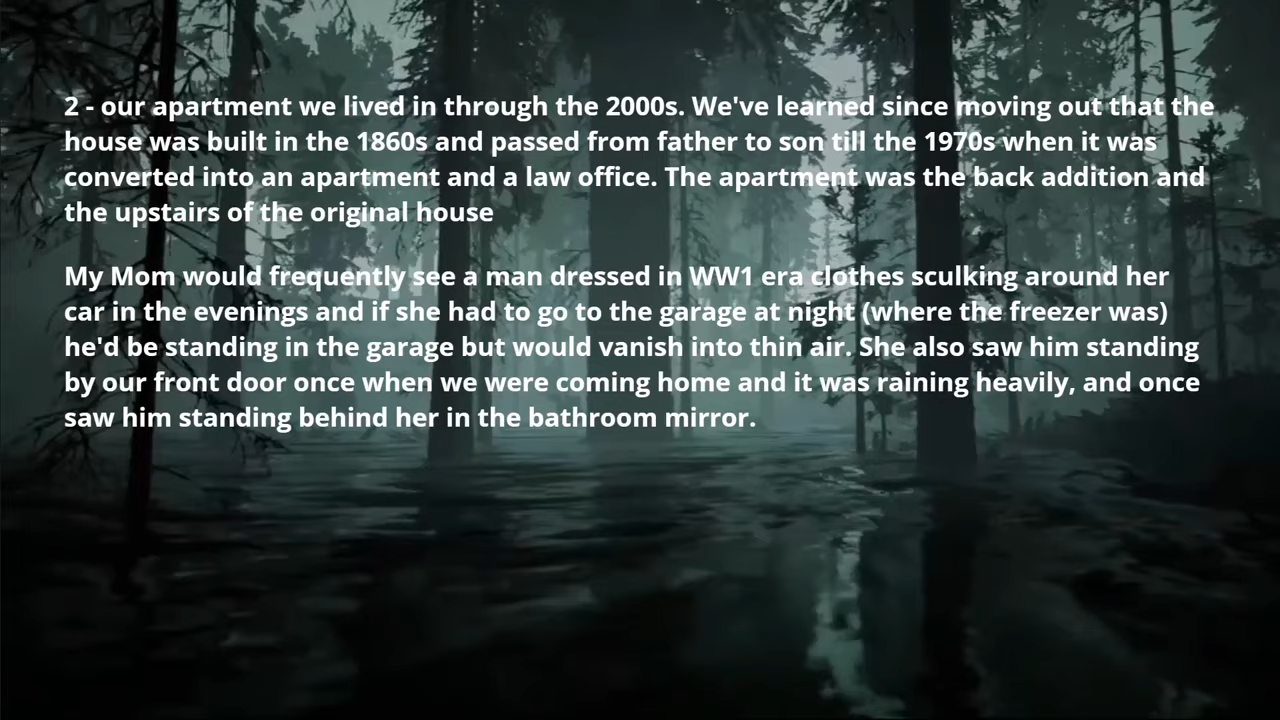 2 - our apartment we lived in through the 2000s. We've learned since moving out that the
house was built in the 1860s and passed from father to son till the 1970s when it was
converted into an apartment and a law office. The apartment was the back addition and
the upstairs of the original house
My Mom would frequently see a man dressed in WW1 era clothes sculking around her
car in the evenings and if she had to go to the garage at night (where the freezer was)
he'd be standing in the garage but would vanish into thin air. She also saw him standing
by our front door once when we were coming home and it was raining heavily, and once
saw him standing behind her in the bathroom mirror.